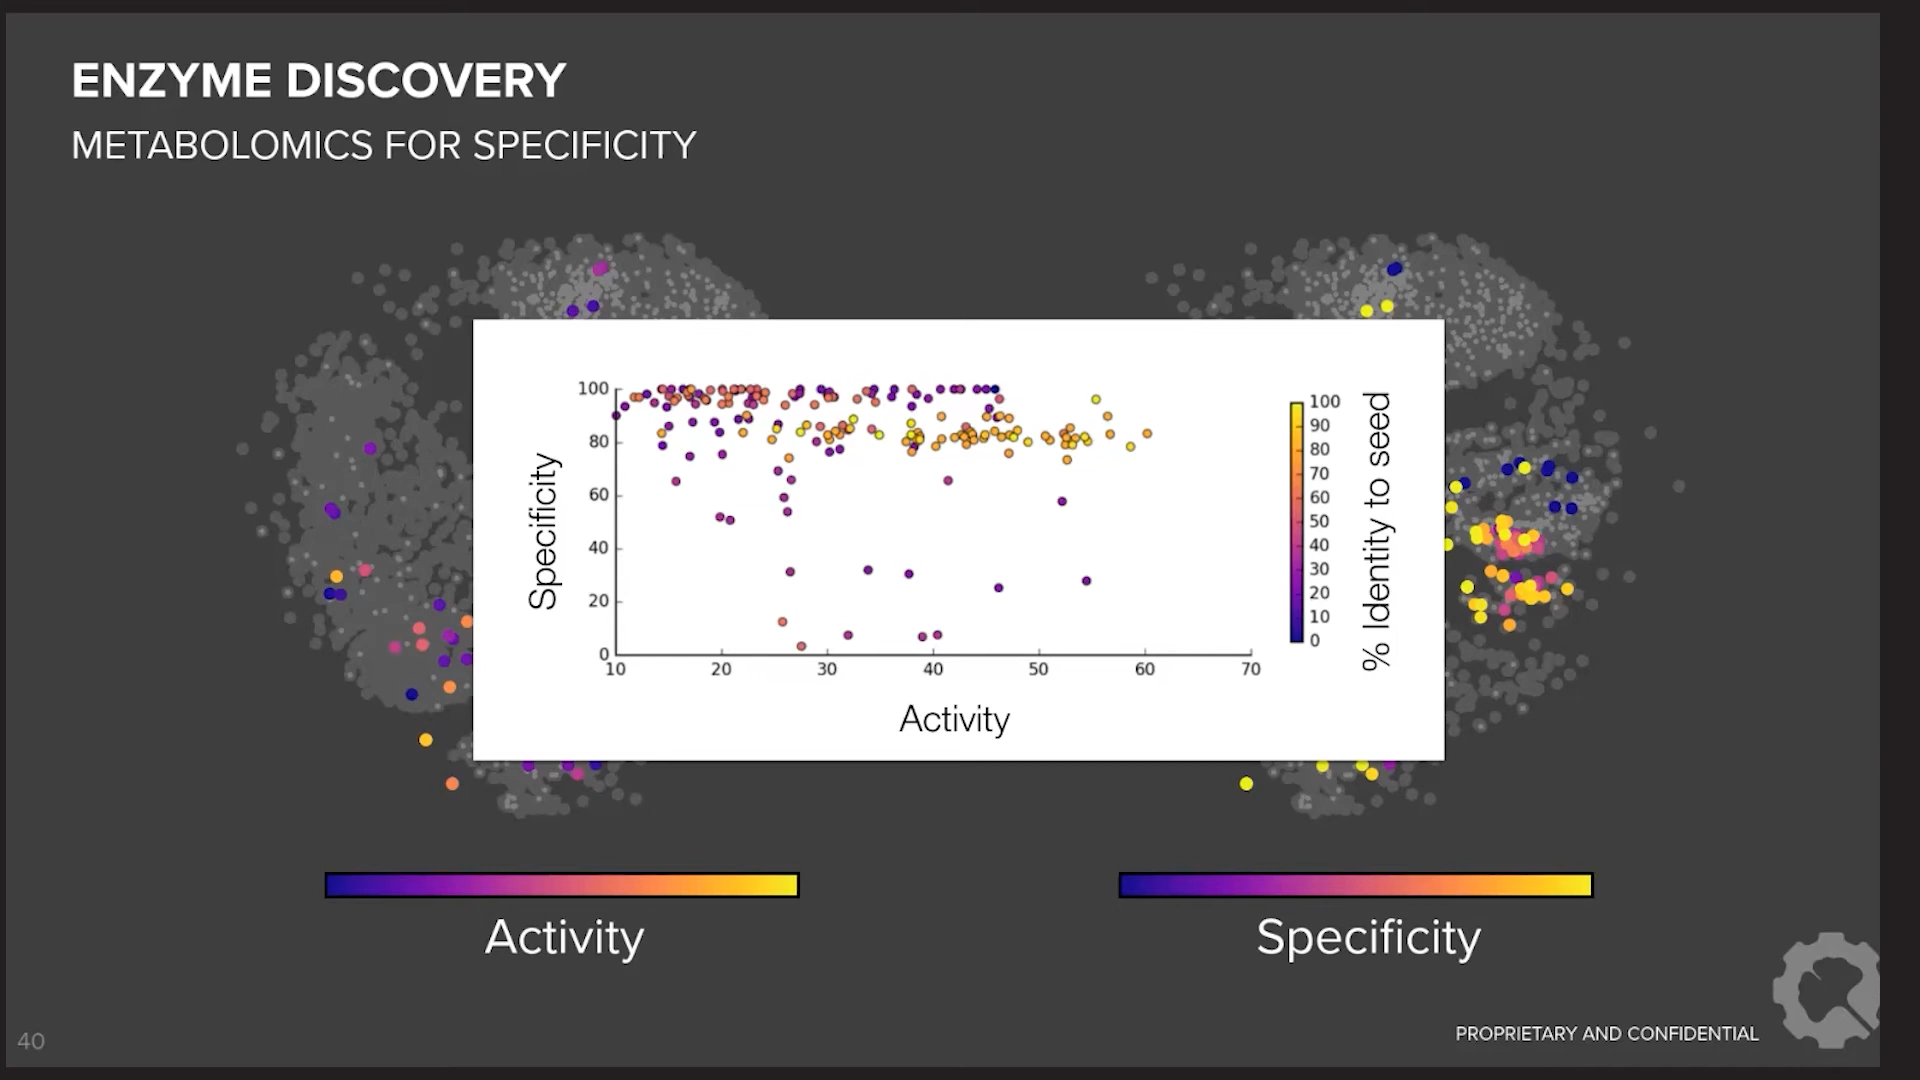 ENZYME DISCOVERY
METABOLOMICS FOR SPECIFICITY
100
80
60
40
20
0
Specificity
10 20 30 40 50 60 70
Activity
100
90
80
70
60
50
40
30
20
10
0
% Identity to seed
Activity
Specificity
PROPRIETARY AND CONFIDENTIAL
40